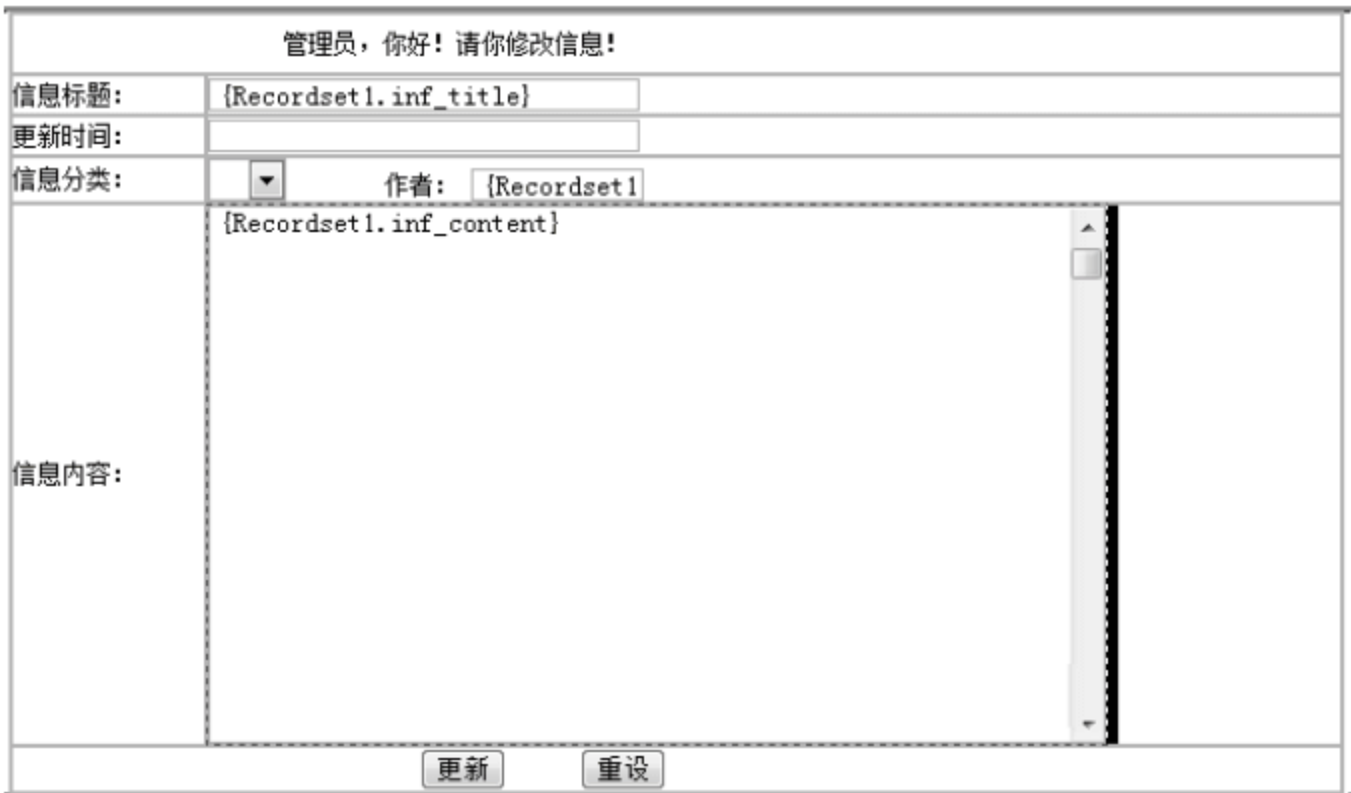 管理员，你好！请你修改信息！
信息标题： {Recordset1.inf_title}
更新时间：
信息分类： 作者： {Recordset1
{Recordset1.inf_content}
信息内容：
更新 重设